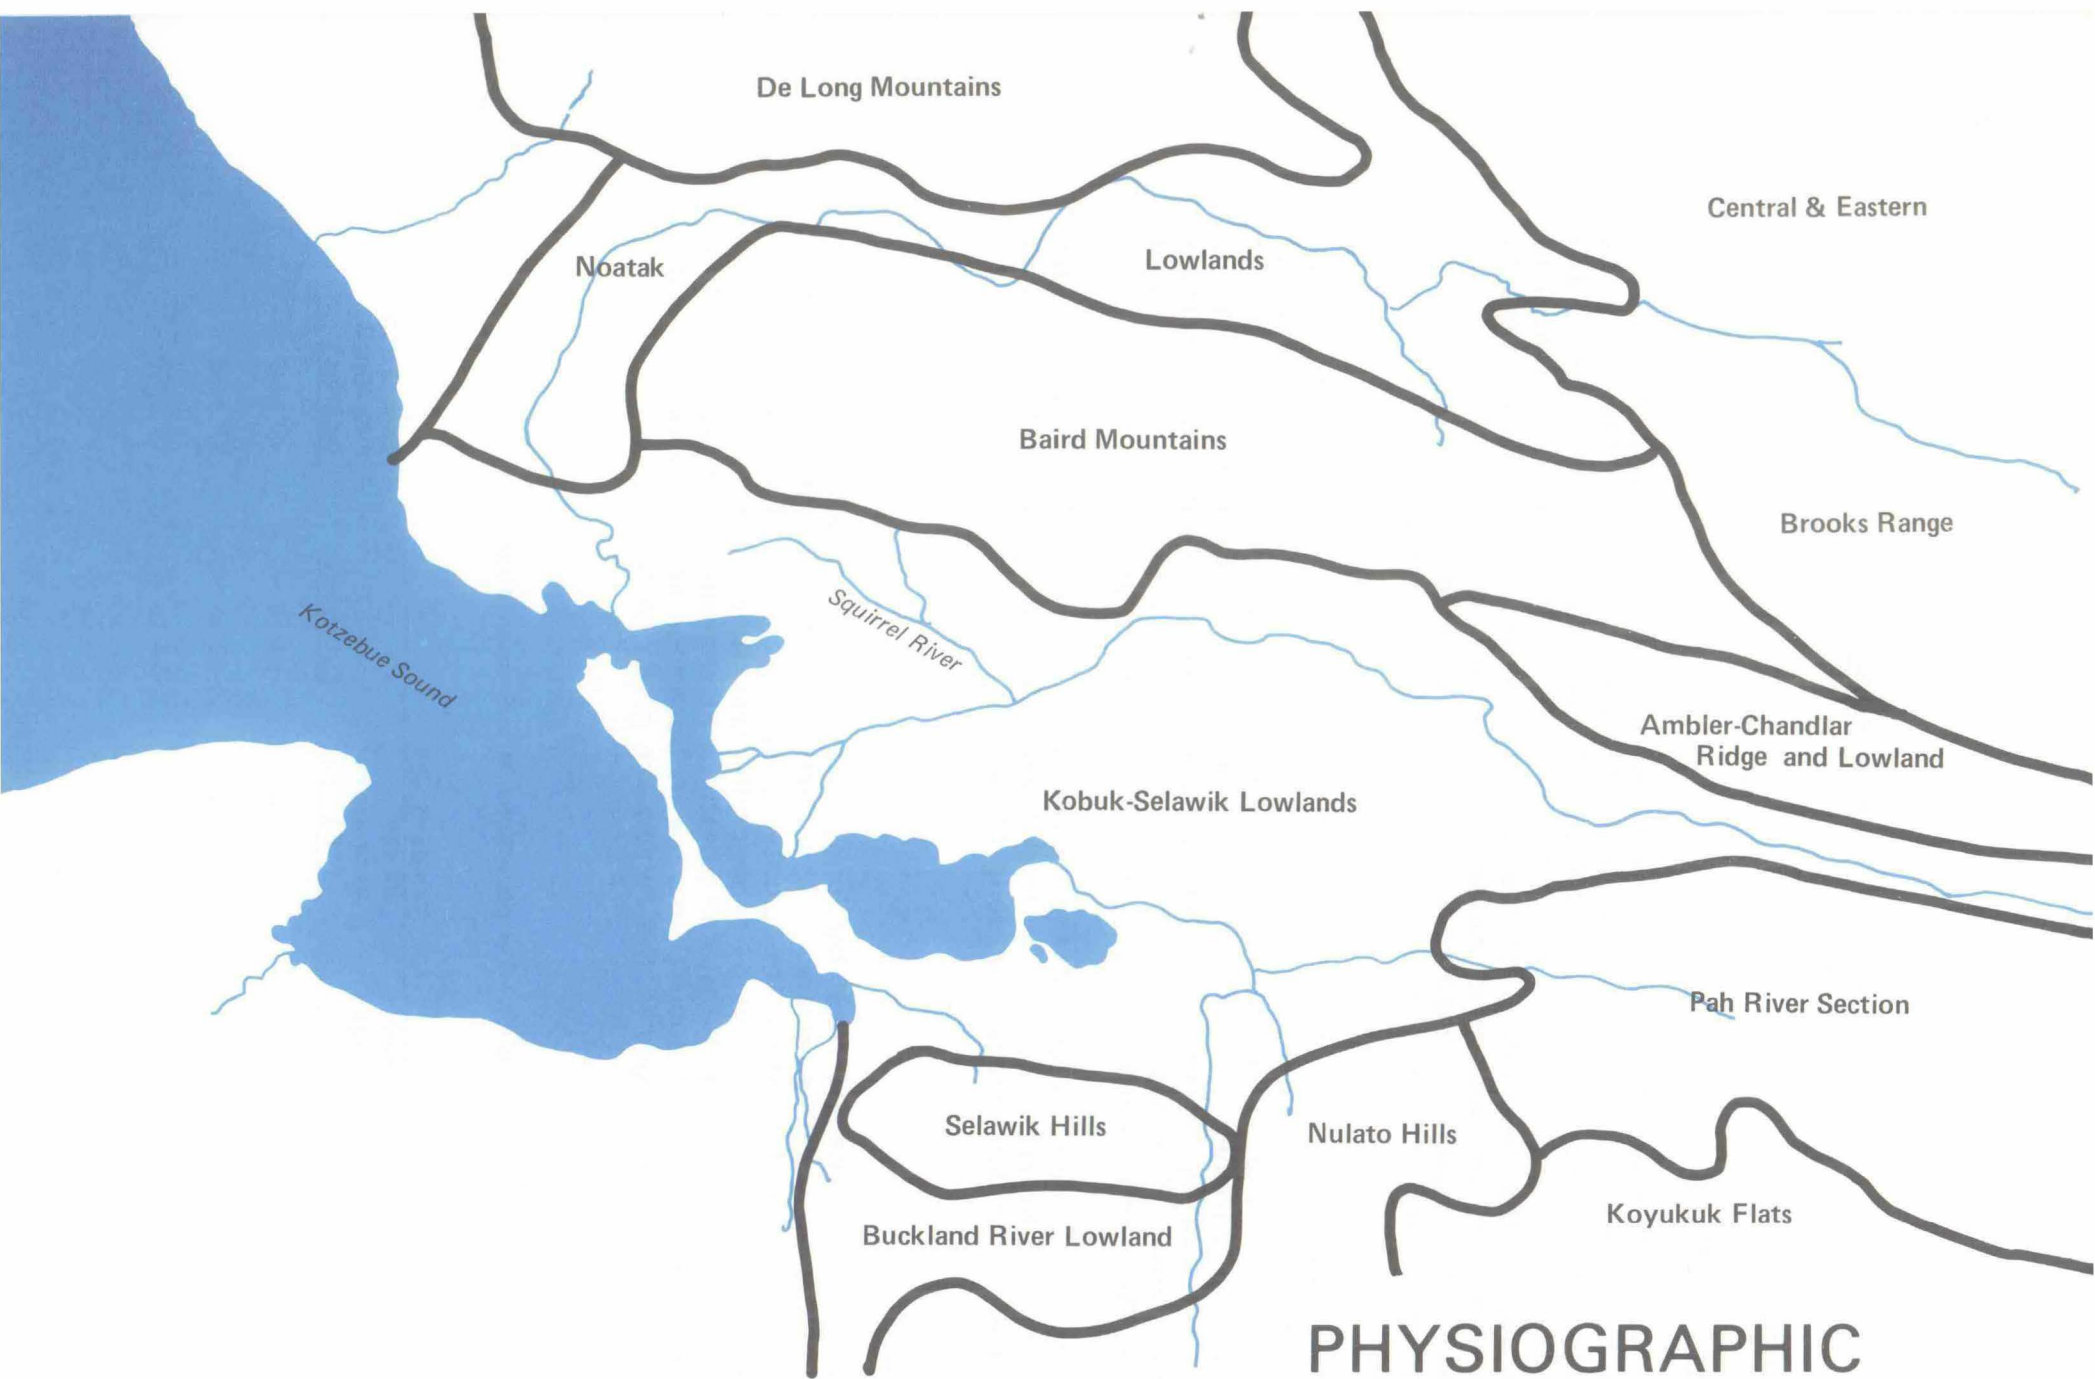 De Long Mountains
Central & Eastern
Noatak
Lowlands
Baird Mountains
Brooks Range
Squirrel River
Kotzebue Sound
Ambler-Chandlar
Ridge and Lowland
Kobuk-Selawik Lowlands
Pah River Section
Selawik Hills
Nulato Hills
Koyukuk Flats
Buckland River Lowland
PHYSIOGRAPHIC